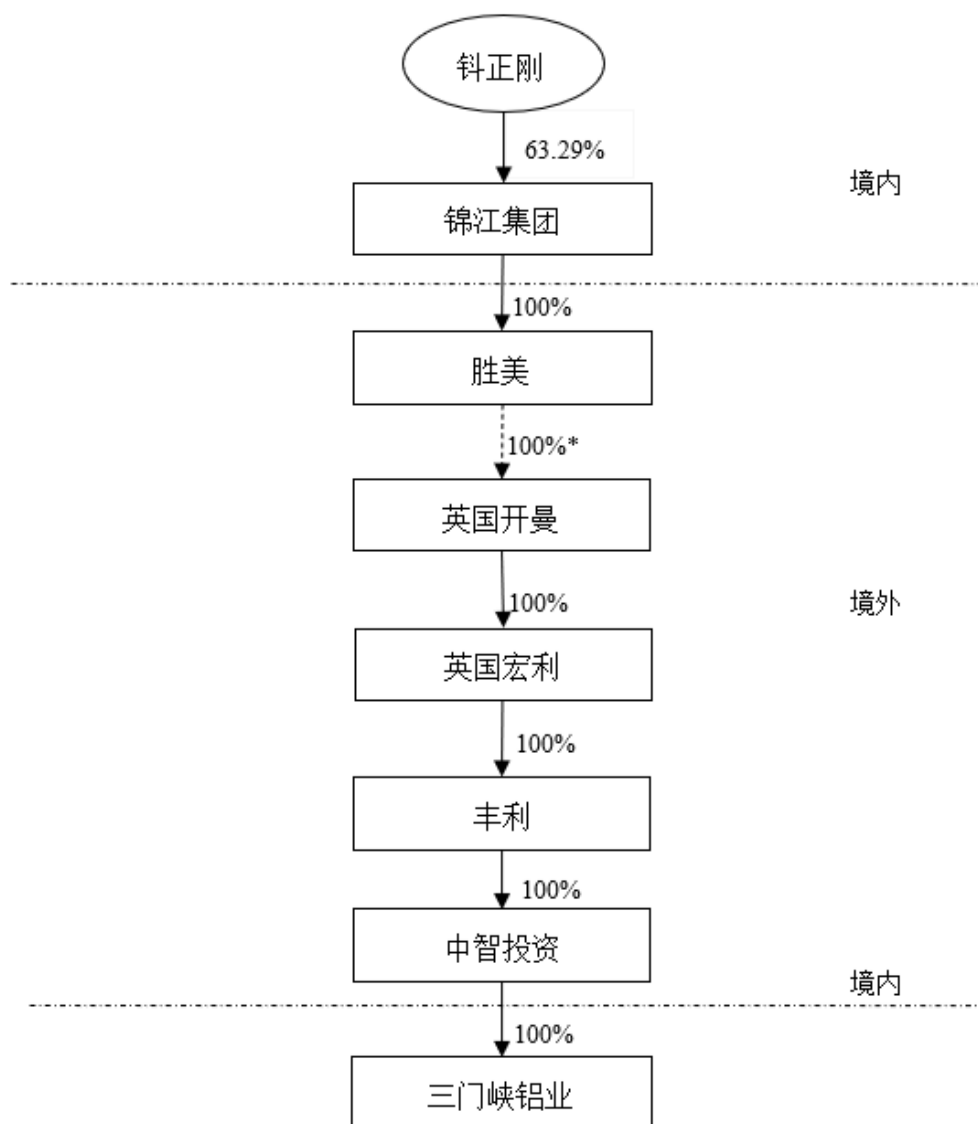 钭正刚
63.29%
境内
锦江集团
100%
胜美
100%*
英国开曼
100%
境外
英国宏利
100%
丰利
100%
中智投资
境内
100%
三门峡铝业